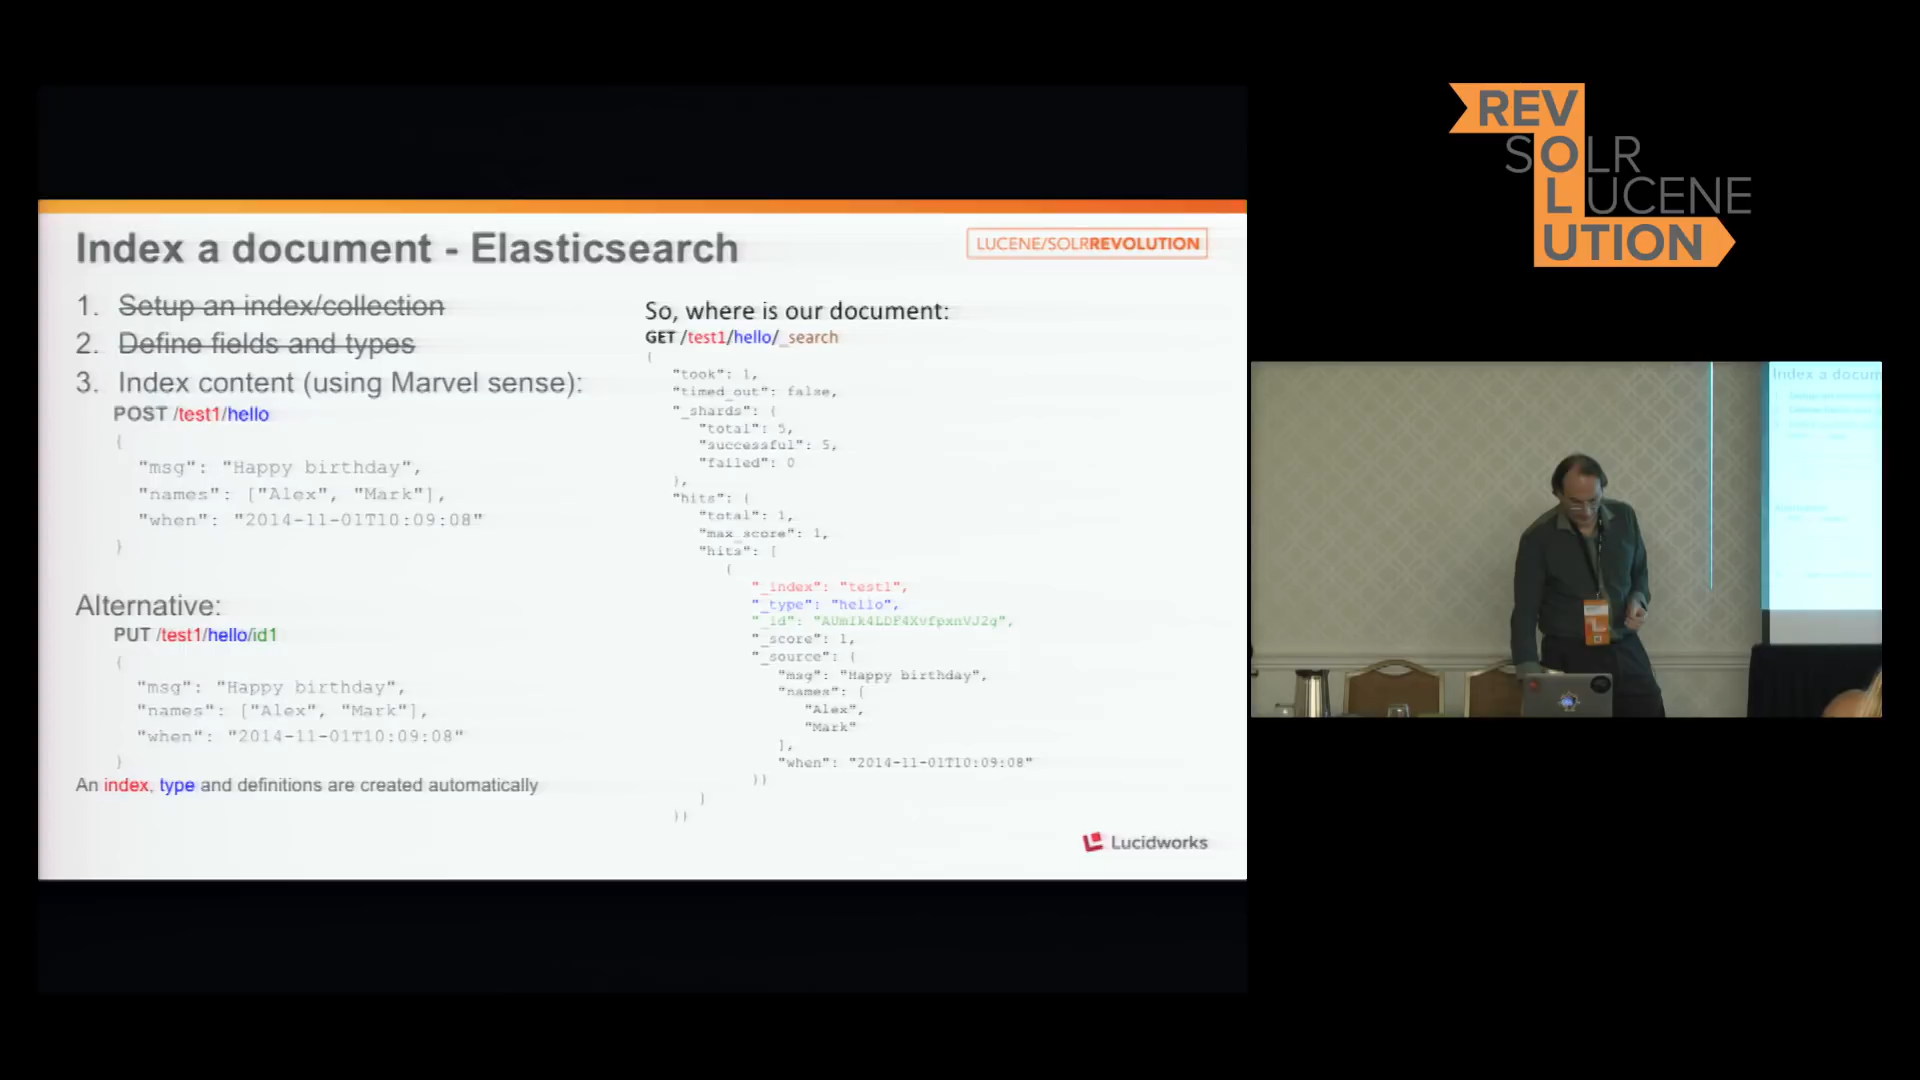 Index a document - Elasticsearch
LUCENE/SOLRREVOLUTION
1. Setup an index/collection
2. Define fields and types
3. Index content (using Marvel sense):
POST /test1/hello
{
"msg": "Happy birthday",
"names": ["Alex", "Mark"],
"when": "2014-11-01T10:09:08"
}
Alternative:
PUT /test1/hello/id1
{
"msg": "Happy birthday",
"names": ["Alex", "Mark"],
"when": "2014-11-01T10:09:08"
}
An index, type and definitions are created automatically
So, where is our document:
GET /test1/hello/_search
{
"took": 1,
"timed_out": false,
"_shards": {
"total": 5,
"successful": 5,
"failed": 0
},
"hits": {
"total": 1,
"max_score": 1,
"hits": [
{
"_index": "test1",
"_type": "hello",
"_id":
"_score": 1,
"_source": {
"msg": "Happy birthday",
"names": [
"Alex",
"Mark"
],
"when": "2014-11-01T10:09:08"
}}
]
}}
Lucidworks
REV
SOLR
LUCENE
UTION
Index a docum